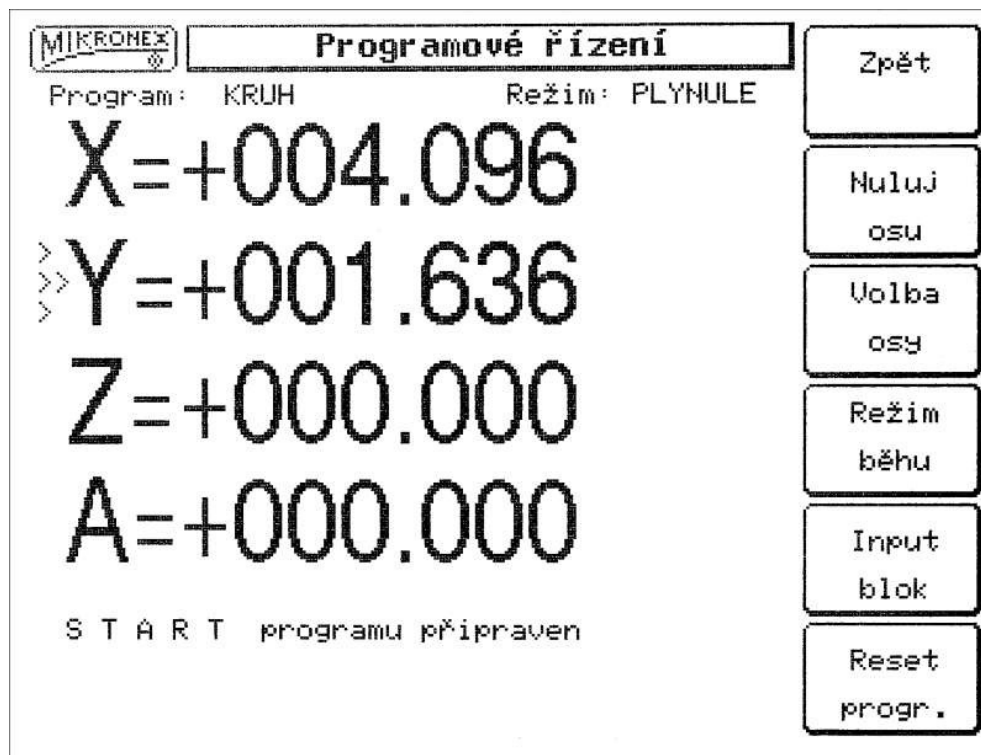 MIKRONEX ®
Programové řízení
Program: KRUH
Režim: PLYNULE
X=+004.096
>
>>
>
Y=+001.636
Z=+000.000
A=+000.000
S T A R T programu připraven
Zpět
Nuluj
osu
Volba
osy
Režim
běhu
Input
blok
Reset
progr.